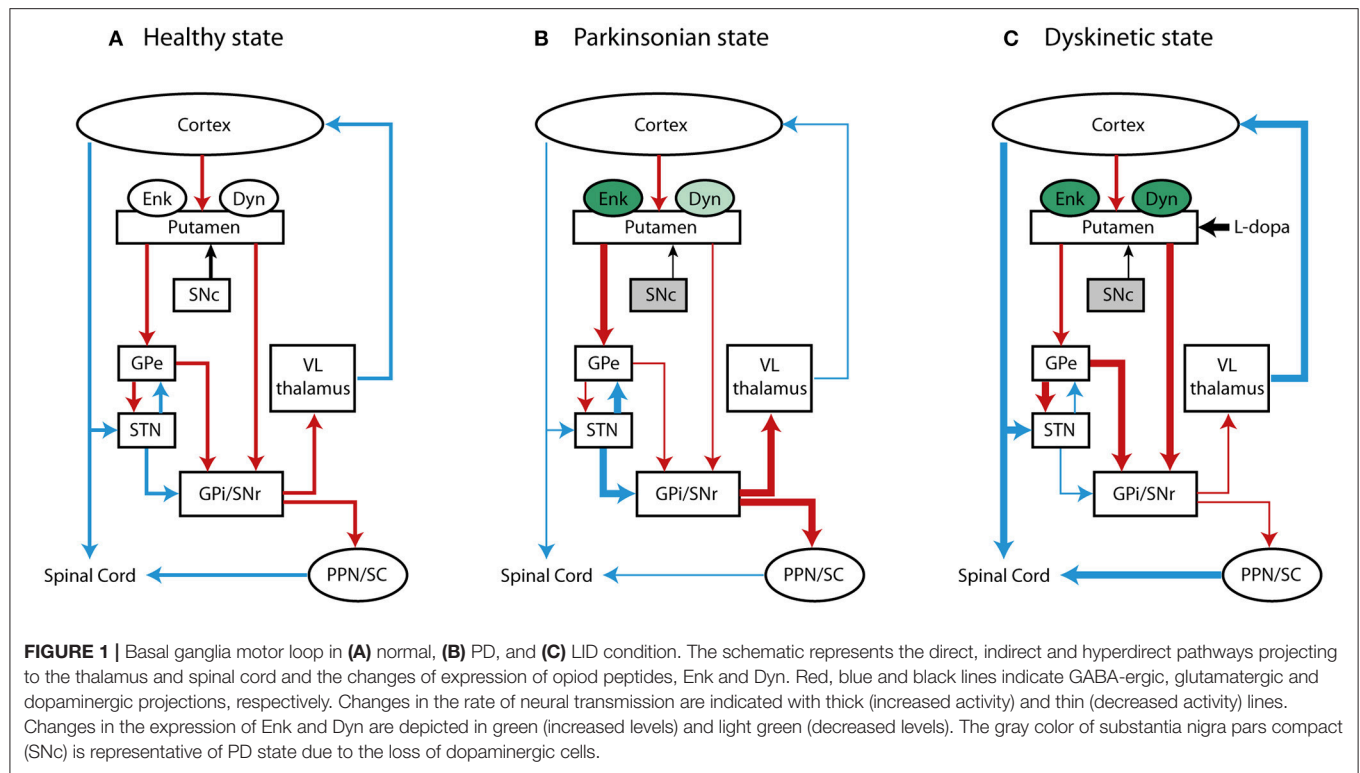 A Healthy state
Cortex
Enk
Dyn
Putamen
SNc
GPe
VL
thalamus
STN
GPi/SNr
Spinal Cord
PPN/SC
B Parkinsonian state
Cortex
Enk
Dyn
Putamen
SNc
GPe
VL
thalamus
STN
GPi/SNr
Spinal Cord
PPN/SC
C Dyskinetic state
Cortex
Enk
Dyn
Putamen
L-dopa
SNc
GPe
VL
thalamus
STN
GPi/SNr
Spinal Cord
PPN/SC
FIGURE 1 | Basal ganglia motor loop in (A) normal, (B) PD, and (C) LID condition. The schematic represents the direct, indirect and hyperdirect pathways projecting
to the thalamus and spinal cord and the changes of expression of opiod peptides, Enk and Dyn. Red, blue and black lines indicate GABA-ergic, glutamatergic and
dopaminergic projections, respectively. Changes in the rate of neural transmission are indicated with thick (increased activity) and thin (decreased activity) lines.
Changes in the expression of Enk and Dyn are depicted in green (increased levels) and light green (decreased levels). The gray color of substantia nigra pars compact
(SNc) is representative of PD state due to the loss of dopaminergic cells.